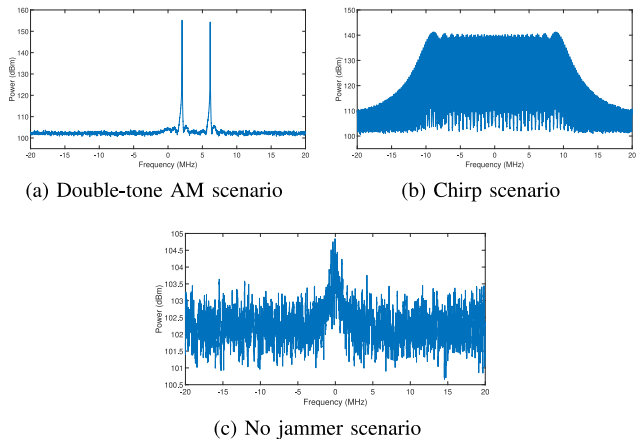 160
150
140
130
120
110
100
Power (dBm)
-20 -15 -10 -5 0 5 10 15 20
Frequency (MHz)
(a) Double-tone AM scenario
150
140
130
120
110
100
Power (dBm)
-20 -15 -10 -5 0 5 10 15 20
Frequency (MHz)
(b) Chirp scenario
105
104.5
104
103.5
103
102.5
102
101.5
101
100.5
Power (dBm)
-20 -15 -10 -5 0 5 10 15 20
Frequency (MHz)
(c) No jammer scenario